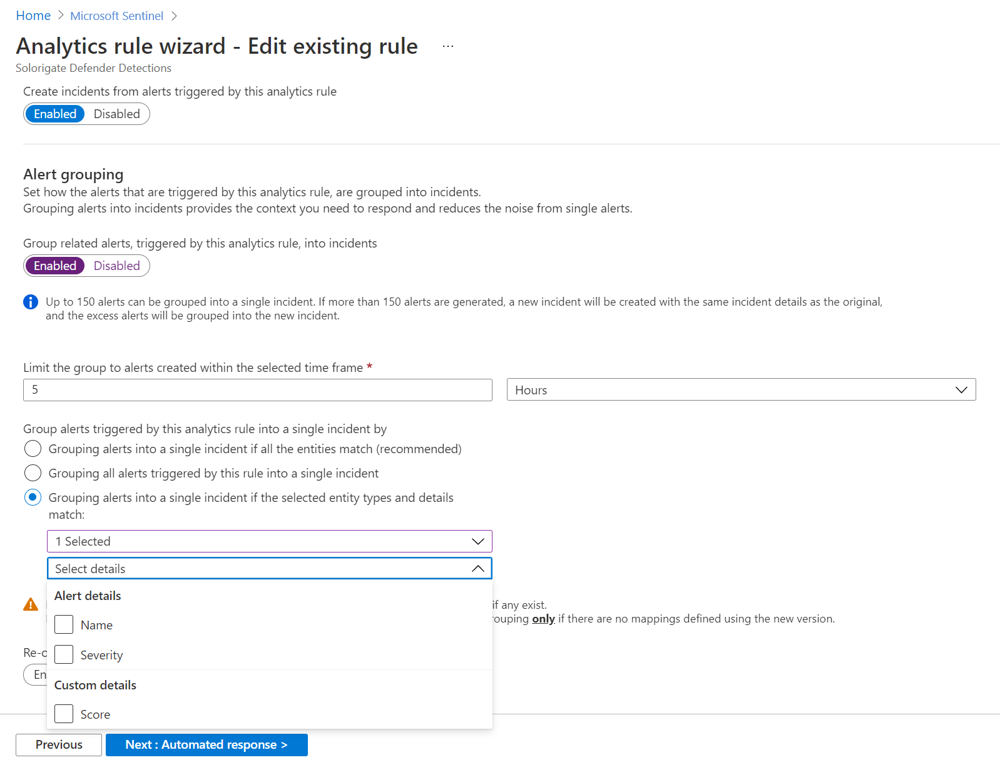 Home > Microsoft Sentinel >
Analytics rule wizard - Edit existing rule ...
Solorigate Defender Detections
Create incidents from alerts triggered by this analytics rule
Enabled Disabled
Alert grouping
Set how the alerts that are triggered by this analytics rule, are grouped into incidents.
Grouping alerts into incidents provides the context you need to respond and reduces the noise from single alerts.
Group related alerts, triggered by this analytics rule, into incidents
Enabled Disabled
Up to 150 alerts can be grouped into a single incident. If more than 150 alerts are generated, a new incident will be created with the same incident details as the original,
and the excess alerts will be grouped into the new incident.
Limit the group to alerts created within the selected time frame *
5 Hours
Group alerts triggered by this analytics rule into a single incident by
Grouping alerts into a single incident if all the entities match (recommended)
Grouping all alerts triggered by this rule into a single incident
Grouping alerts into a single incident if the selected entity types and details
match:
1 Selected
Select details
Alert details
if any exist.
only if there are no mappings defined using the new version.
Name
Severity
Custom details
Score
Previous Next : Automated response >